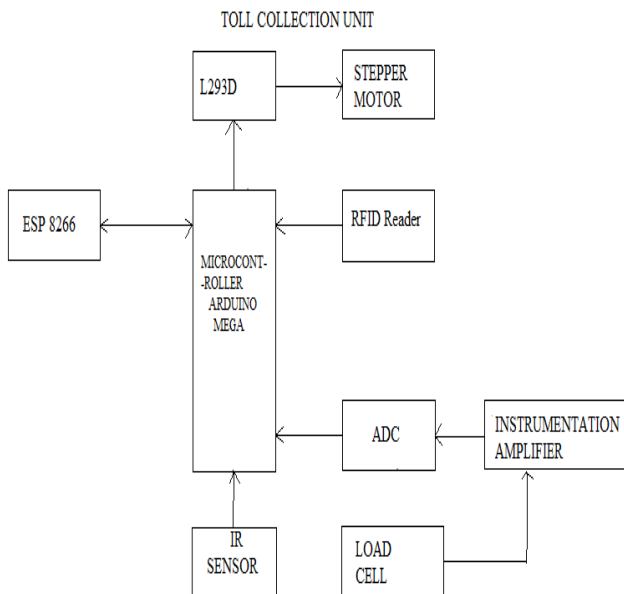 TOLL COLLECTION UNIT
L293D
STEPPER
MOTOR
ESP 8266
RFID Reader
MICROCONT-
-ROLLER
ARDUINO
MEGA
ADC
INSTRUMENTATION
AMPLIFIER
IR
SENSOR
LOAD
CELL